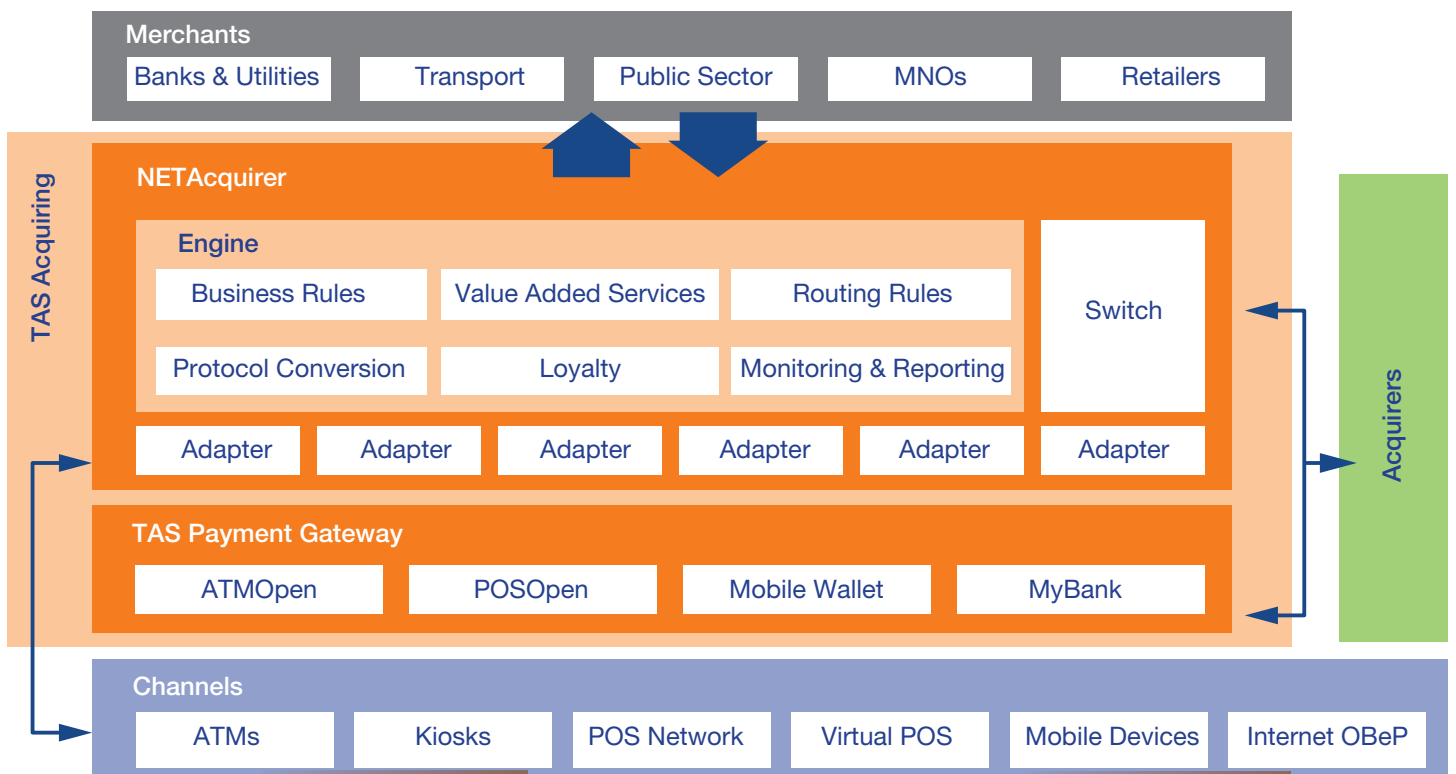 Merchants
Banks & Utilities
Transport
Public Sector
MNOs
Retailers
TAS Acquiring
NETAcquirer
Engine
Business Rules
Value Added Services
Routing Rules
Switch
Protocol Conversion
Loyalty
Monitoring & Reporting
Adapter
Adapter
Adapter
Adapter
Adapter
Adapter
Acquirers
TAS Payment Gateway
ATMOpen
POSOpen
Mobile Wallet
MyBank
Channels
ATMs
Kiosks
POS Network
Virtual POS
Mobile Devices
Internet OBeP